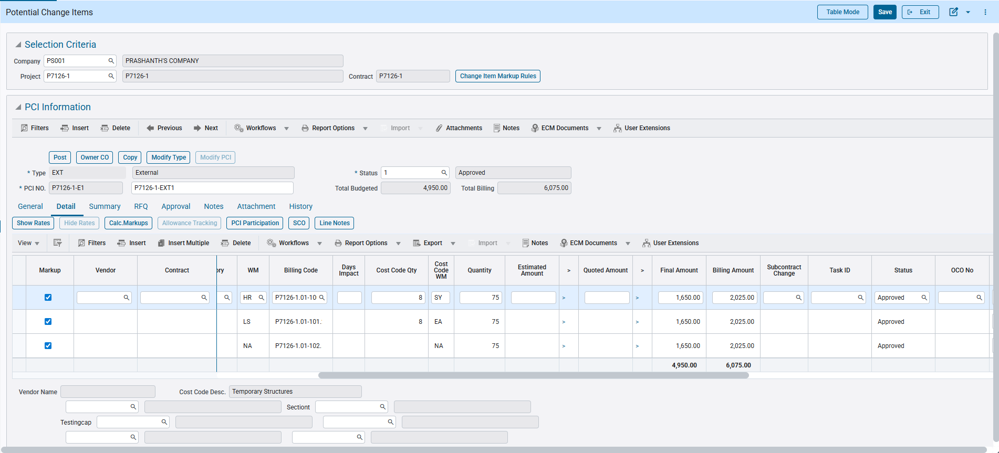 Potential Change Items Table Mode Save Exit
Selection Criteria
Company PS001 PRASHANTH'S COMPANY
Project P7126-1 P7126-1 Contract P7126-1 Change Item Markup Rules
PCI Information
Filters Insert Delete Previous Next Workflows Report Options Import Attachments Notes ECM Documents User Extensions
Post Owner CO Copy Modify Type Modify PCI
* Type EXT External * Status 1 Approved
* PCI NO. P7126-1-E1 P7126-1-EXT1 Total Budgeted 4,950.00 Total Billing 6,075.00
General Detail Summary RFQ Approval Notes Attachment History
Show Rates Hide Rates Calc.Markups Allowance Tracking PCI Participation SCO Line Notes
View Filters Insert Insert Multiple Delete Workflows Report Options Export Import Notes ECM Documents User Extensions
Markup Vendor Contract ory WM Billing Code Days Impact Cost Code Qty Cost Code WM Quantity Estimated Amount > Quoted Amount > Final Amount Billing Amount Subcontract Change Task ID Status OCO No
HR P7126-1.01-10 8 SY 75 > > 1,650.00 2,025.00 Approved
LS P7126-1.01-101. 8 EA 75 > > 1,650.00 2,025.00 Approved
NA P7126-1.01-102. NA 75 > > 1,650.00 2,025.00 Approved
4,950.00 6,075.00
Vendor Name Cost Code Desc. Temporary Structures
Sectiont
Testingcap